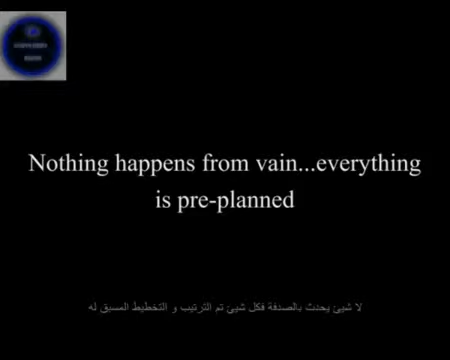 Nothing happens from vain...everything
is pre-planned
لا شيئ يحدث بالصدفة فكل شيئ تم الترتيب و التخطيط المسبق له